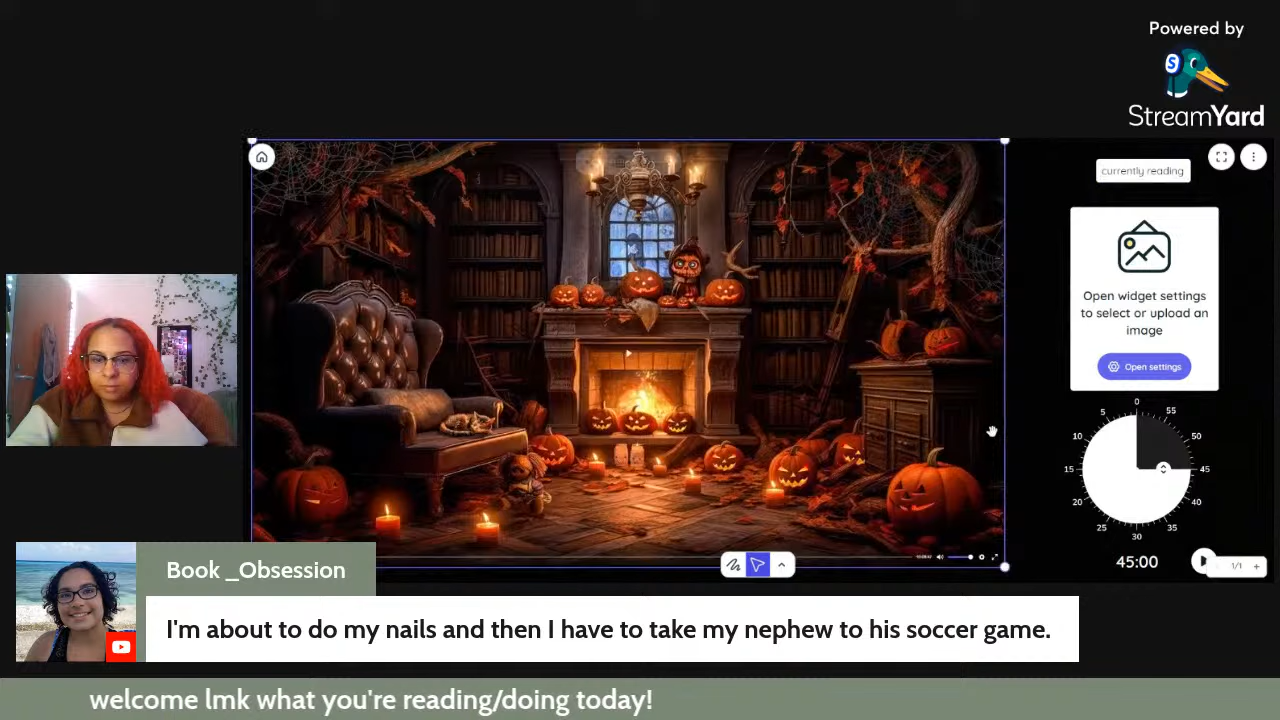 Powered by
StreamYard
currently reading
Open widget settings
to select or upload an
image
Open settings
0
5
55
10
50
15
45
20
40
25
35
30
45:00
1/1 +
Book _Obsession
I'm about to do my nails and then I have to take my nephew to his soccer game.
welcome lmk what you're reading/doing today!